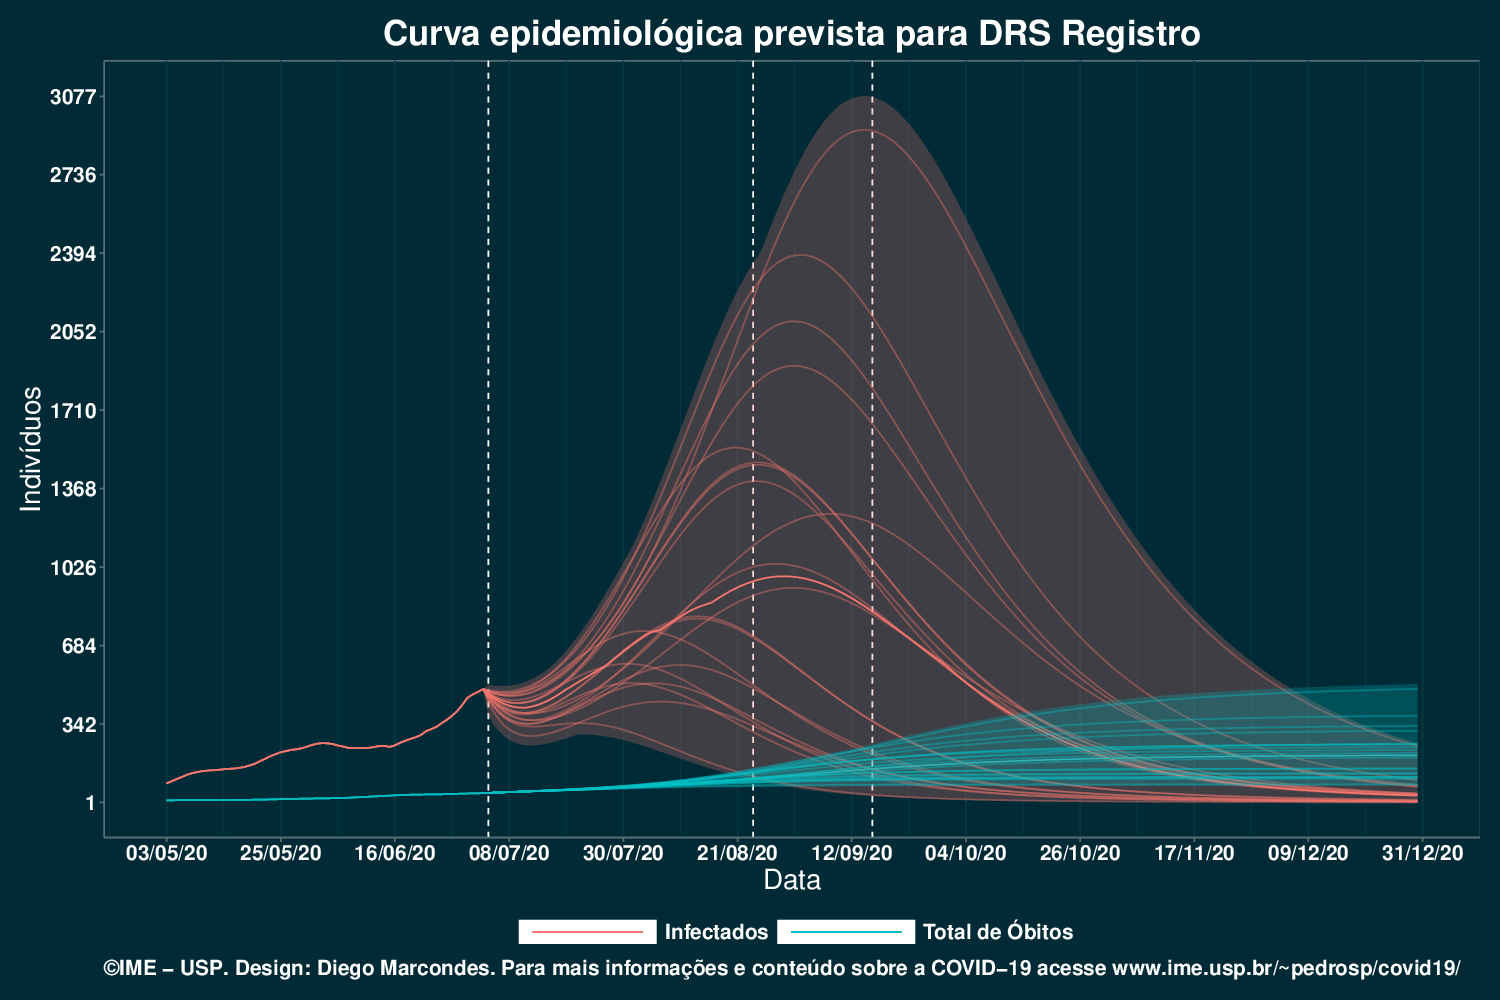 Curva epidemiológica prevista para DRS Registro
3077
2736
2394
2052
1710
1368
1026
684
342
1
Indivíduos
03/05/20 25/05/20 16/06/20 08/07/20 30/07/20 21/08/20 12/09/20 04/10/20 26/10/20 17/11/20 09/12/20 31/12/20
Data
Infectados Total de Óbitos
©IME − USP. Design: Diego Marcondes. Para mais informações e conteúdo sobre a COVID−19 acesse www.ime.usp.br/~pedrosp/covid19/